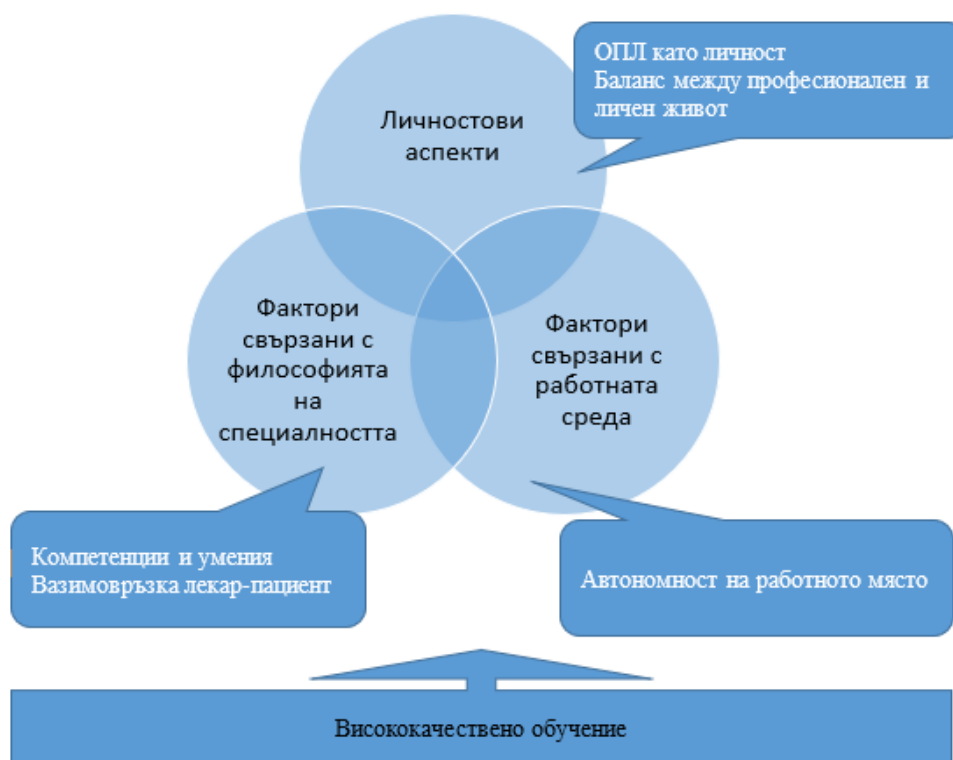 ОПЛ като личност
Баланс между професионален и
личен живот
Личностови
аспекти
Фактори
свързани с
философията
на
специалността
Фактори
свързани с
работната
среда
Компетенции и умения
Вазимовръзка лекар-пациент
Автономност на работното място
Висококачествено обучение